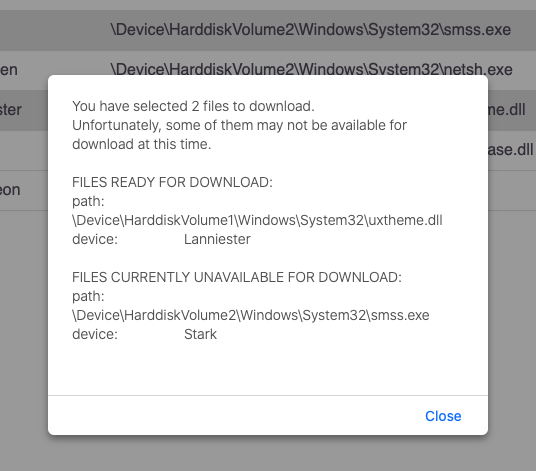 \Device\HarddiskVolume2\Windows\System32\smss.exe
en \Device\HarddiskVolume2\Windows\System32\netsh.exe
ster me.dll
ase.dll
eon
You have selected 2 files to download.
Unfortunately, some of them may not be available for
download at this time.
FILES READY FOR DOWNLOAD:
path:
\Device\HarddiskVolume1\Windows\System32\uxtheme.dll
device: Lanniester
FILES CURRENTLY UNAVAILABLE FOR DOWNLOAD:
path:
\Device\HarddiskVolume2\Windows\System32\smss.exe
device: Stark
Close